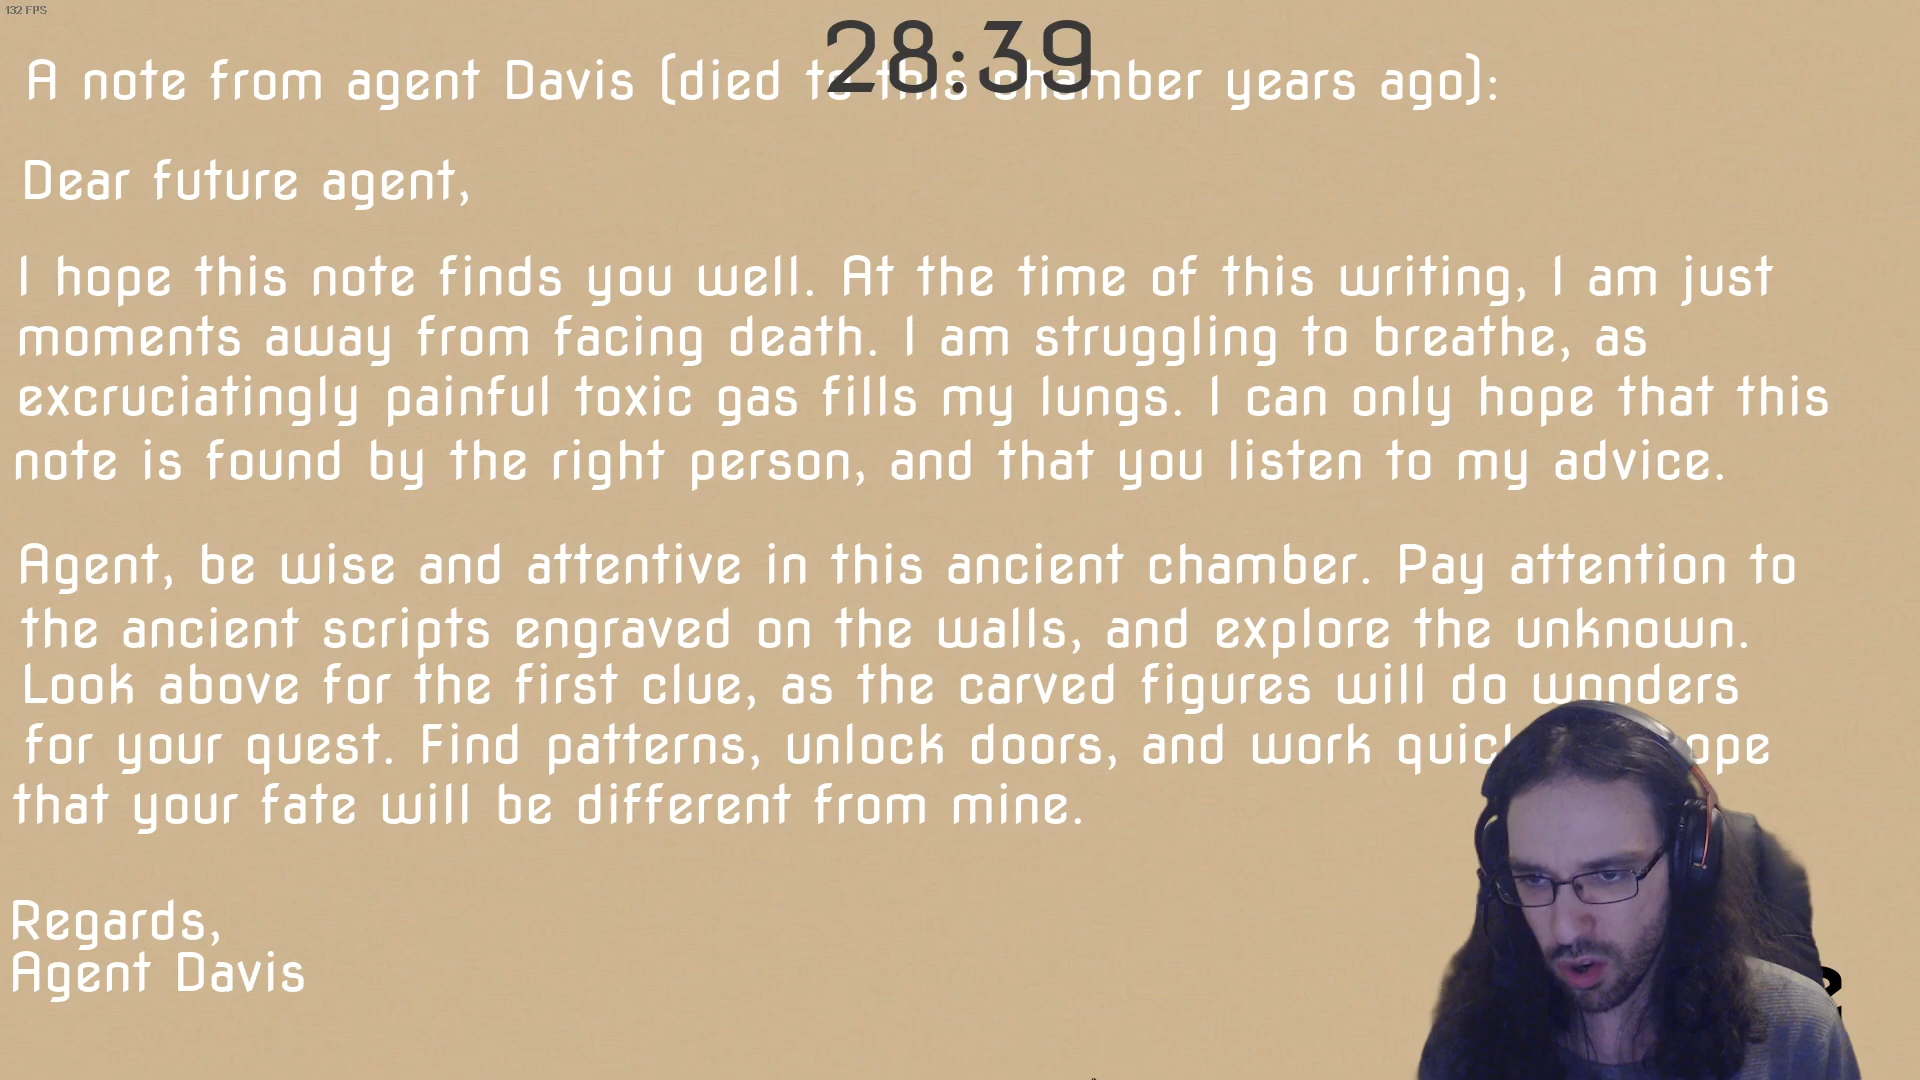 132 FPS
28:39
A note from agent Davis (died to this chamber years ago):
Dear future agent,
I hope this note finds you well. At the time of this writing, I am just
moments away from facing death. I am struggling to breathe, as
excruciatingly painful toxic gas fills my lungs. I can only hope that this
note is found by the right person, and that you listen to my advice.
Agent, be wise and attentive in this ancient chamber. Pay attention to
the ancient scripts engraved on the walls, and explore the unknown.
Look above for the first clue, as the carved figures will do wonders
for your quest. Find patterns, unlock doors, and work
that your fate will be different from mine.
Regards,
Agent Davis